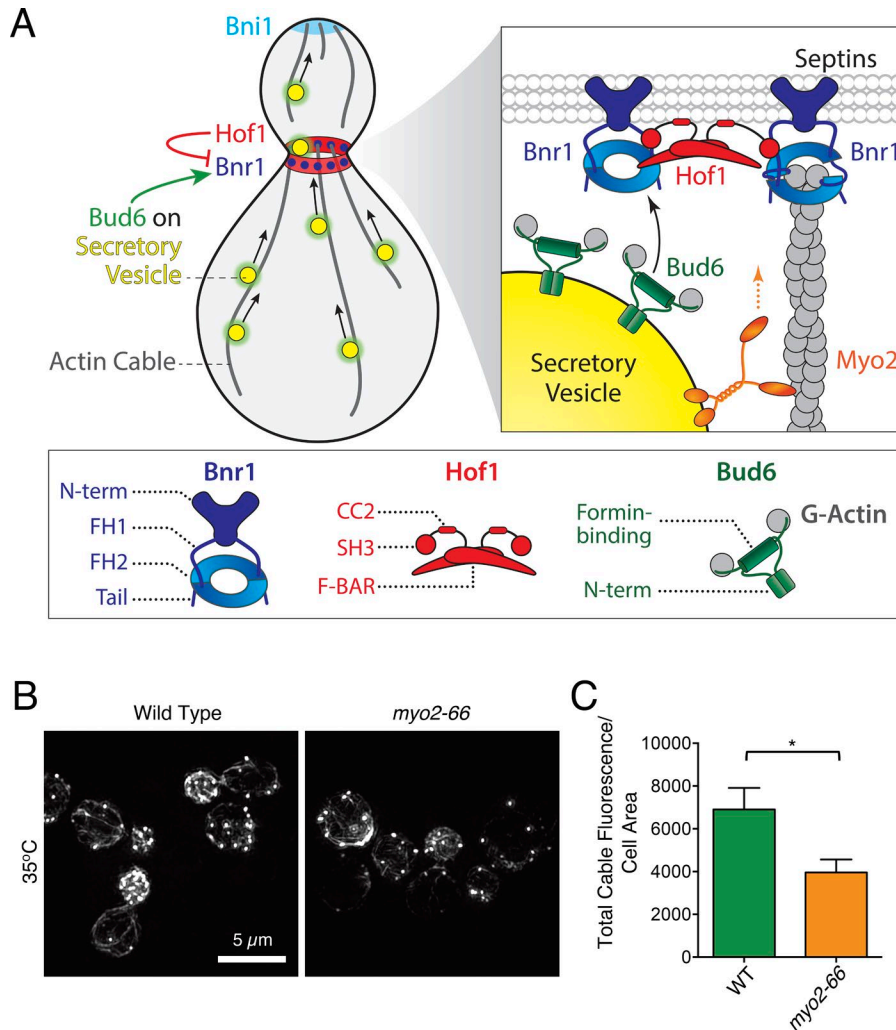 A
Bni1
Hof1
Bnr1
Bud6 on
Secretory
Vesicle
Actin Cable
Septins
Bnr1
Hof1
Bnr1
Bud6
Secretory
Vesicle
Myo2
Bnr1
N-term
FH1
FH2
Tail
Hof1
CC2
SH3
F-BAR
Bud6
Formin-
binding
G-Actin
N-term
B
Wild Type
myo2-66
35ºC
5 µm
C
Total Cable Fluorescence/
Cell Area
10000
8000
6000
4000
2000
0
*
WT
myo2-66